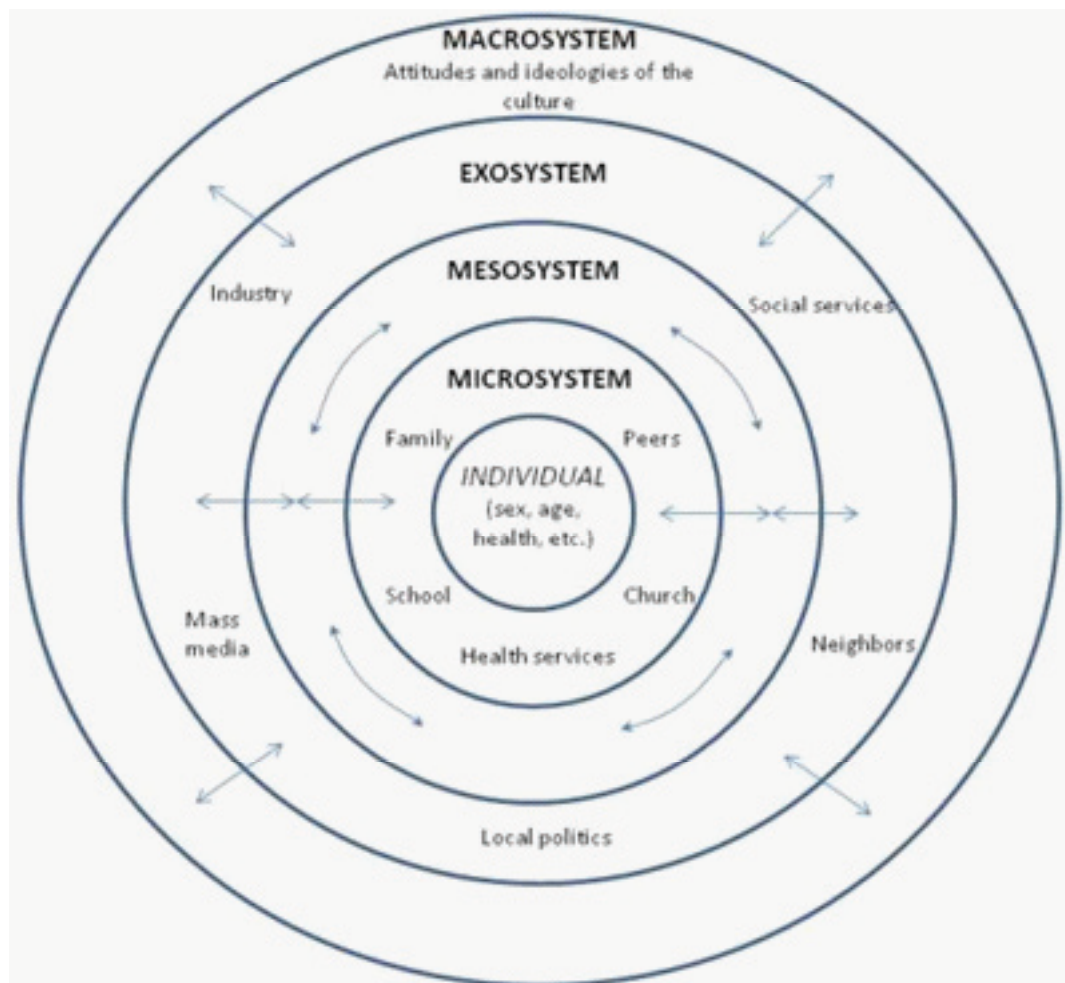 MACROSYSTEM
Attitudes and ideologies of the
culture
EXOSYSTEM
MESOSYSTEM
Industry
Social services
MICROSYSTEM
Family
Peers
INDIVIDUAL
(sex, age,
health, etc.)
School
Church
Mass
media
Neighbors
Health services
Local politics